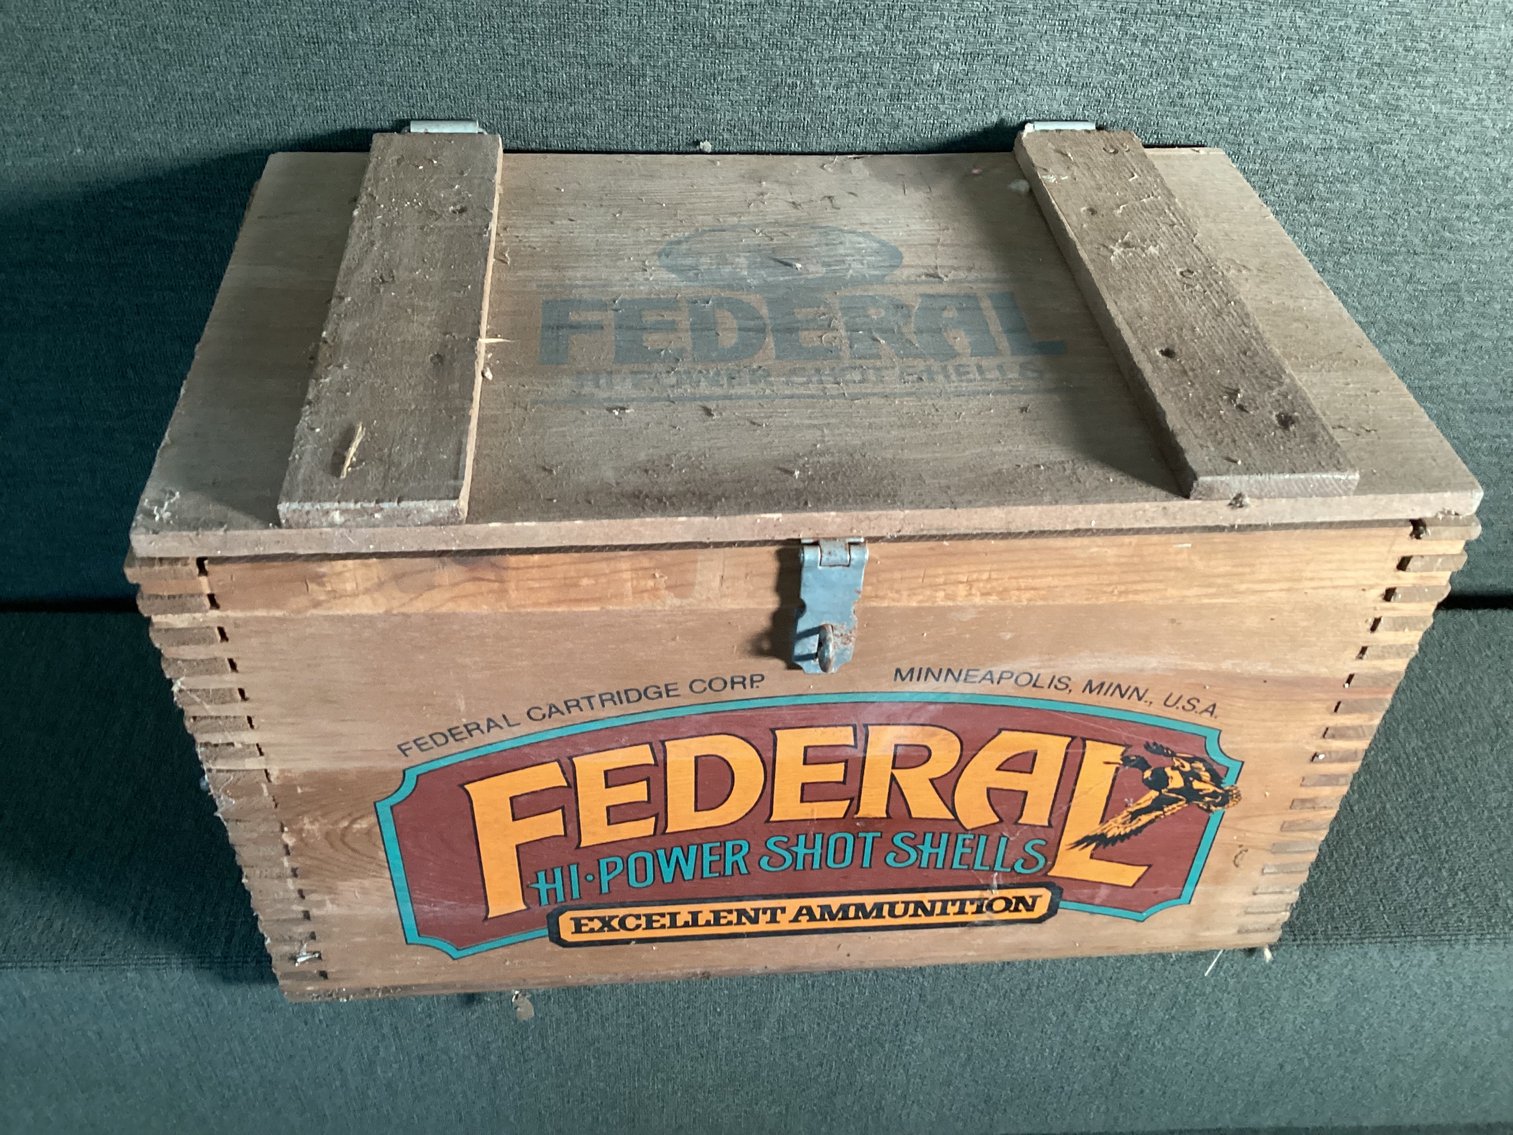 FEDERAL
HI-POWER SHOT SHELLS
FEDERAL CARTRIDGE CORP. MINNEAPOLIS, MINN., U.S.A.
FEDERAL
HI·POWER SHOT SHELLS
EXCELLENT AMMUNITION